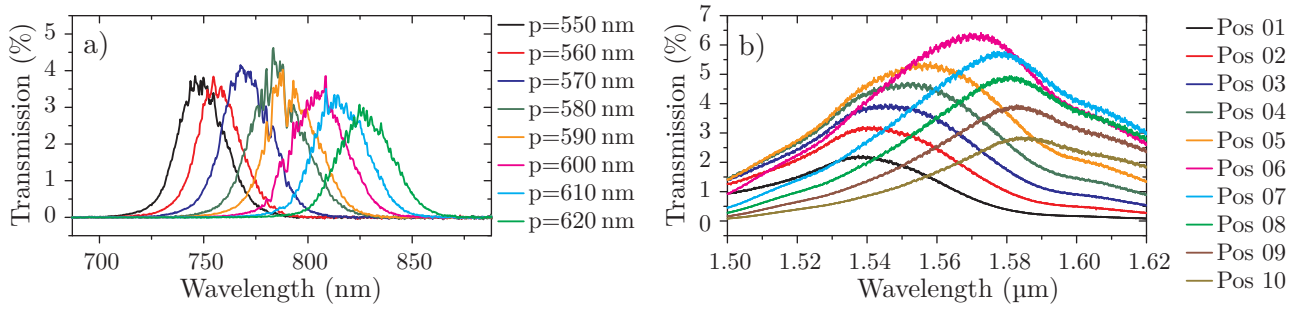 a)
Transmission (%)
5
4
3
2
1
0
700 750 800 850
Wavelength (nm)
p=550 nm
p=560 nm
p=570 nm
p=580 nm
p=590 nm
p=600 nm
p=610 nm
p=620 nm
b)
Transmission (%)
7
6
5
4
3
2
1
0
1.50 1.52 1.54 1.56 1.58 1.60 1.62
Wavelength (µm)
Pos 01
Pos 02
Pos 03
Pos 04
Pos 05
Pos 06
Pos 07
Pos 08
Pos 09
Pos 10